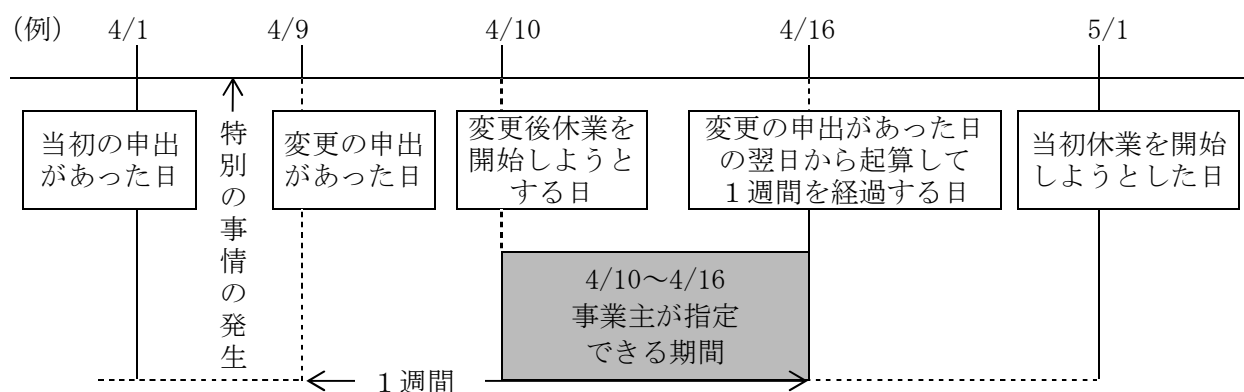 (例) 4/1 4/9 4/10 4/16 5/1
当初の申出
があった日
特別の事情の発生
変更の申出
があった日
変更後休業を
開始しようと
する日
変更の申出があった日
の翌日から起算して
１週間を経過する日
当初休業を開始
しようとした日
4/10～4/16
事業主が指定
できる期間
１週間